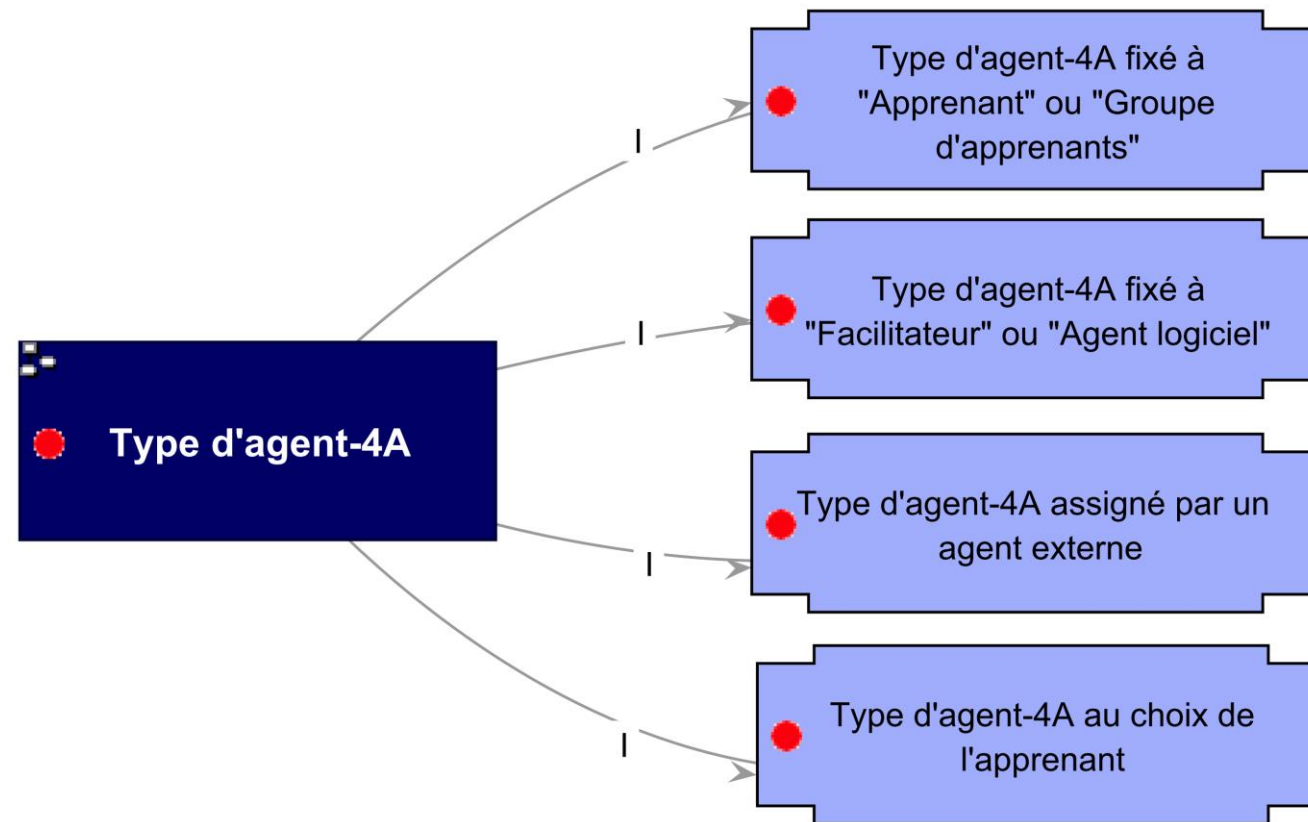 Type d'agent-4A fixé à
"Apprenant" ou "Groupe
d'apprenants"
I
Type d'agent-4A fixé à
"Facilitateur" ou "Agent logiciel"
I
Type d'agent-4A
Type d'agent-4A assigné par un
agent externe
I
Type d'agent-4A au choix de
l'apprenant
I